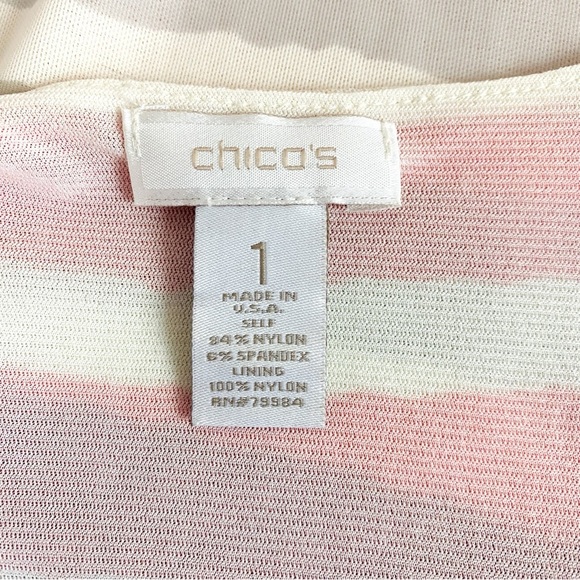 chico's
1
MADE IN
U.S.A.
SELF
94% NYLON
6% SPANDEX
LINING
100% NYLON
RN#79984